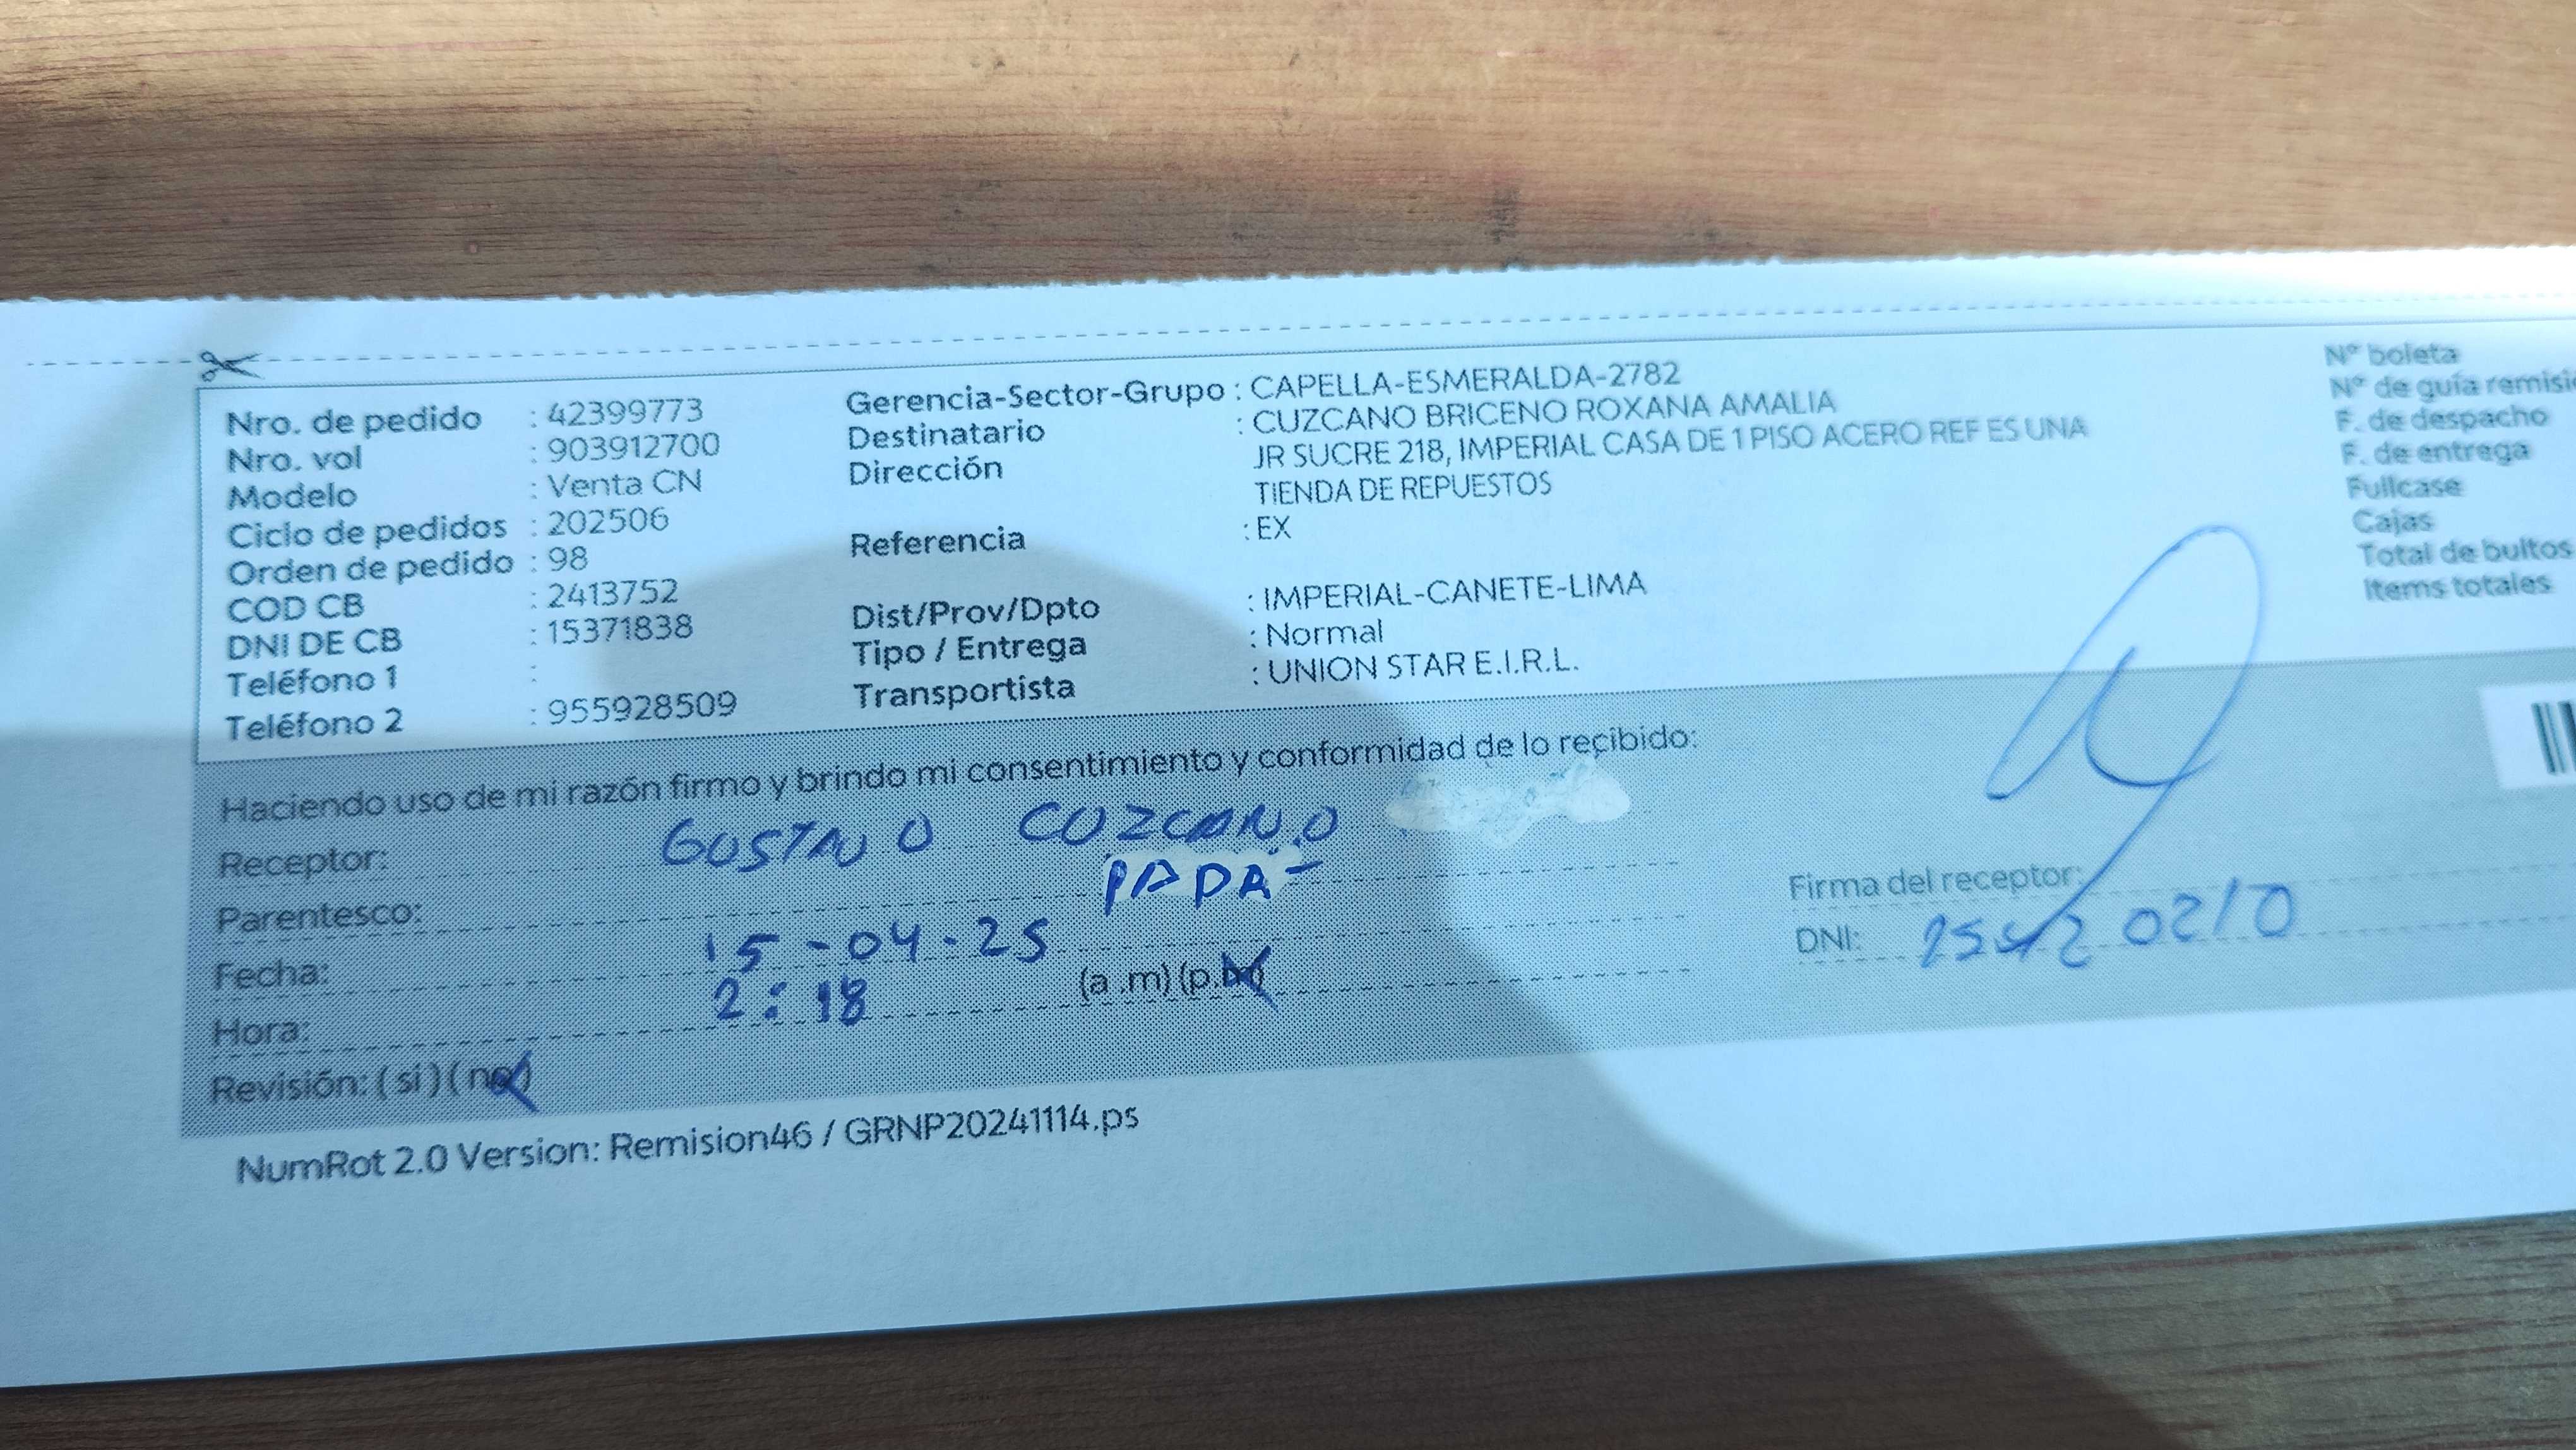 Nro. de pedido : 42399773
Nro. vol : 903912700
Modelo : Venta CN
Ciclo de pedidos : 202506
Orden de pedido : 98
COD CB : 2413752
DNI DE CB : 15371838
Teléfono 1 :
Teléfono 2 : 955928509
Gerencia-Sector-Grupo : CAPELLA-ESMERALDA-2782
Destinatario : CUZCANO BRICENO ROXANA AMALIA
Dirección JR SUCRE 218, IMPERIAL CASA DE 1 PISO ACERO REF ES UNA
TIENDA DE REPUESTOS
Referencia : EX
Dist/Prov/Dpto : IMPERIAL-CANETE-LIMA
Tipo / Entrega : Normal
Transportista : UNION STAR E.I.R.L.
N° boleta
N° de guía
F. de despacho
F. de entrega
Fullcase
Cajas
Total de bultos
Items totales
Haciendo uso de mi razón firmo y brindo mi consentimiento y conformidad de lo recibido:
Receptor: GUSTAVO CUZCANO
Parentesco: PAPA
Fecha: 15-04-25
Hora: 2:18 (a .m) (p.m)
Revisión: ( si ) ( no )
Firma del receptor:
DNI:
NumRot 2.0 Version: Remision46 / GRNP20241114.ps